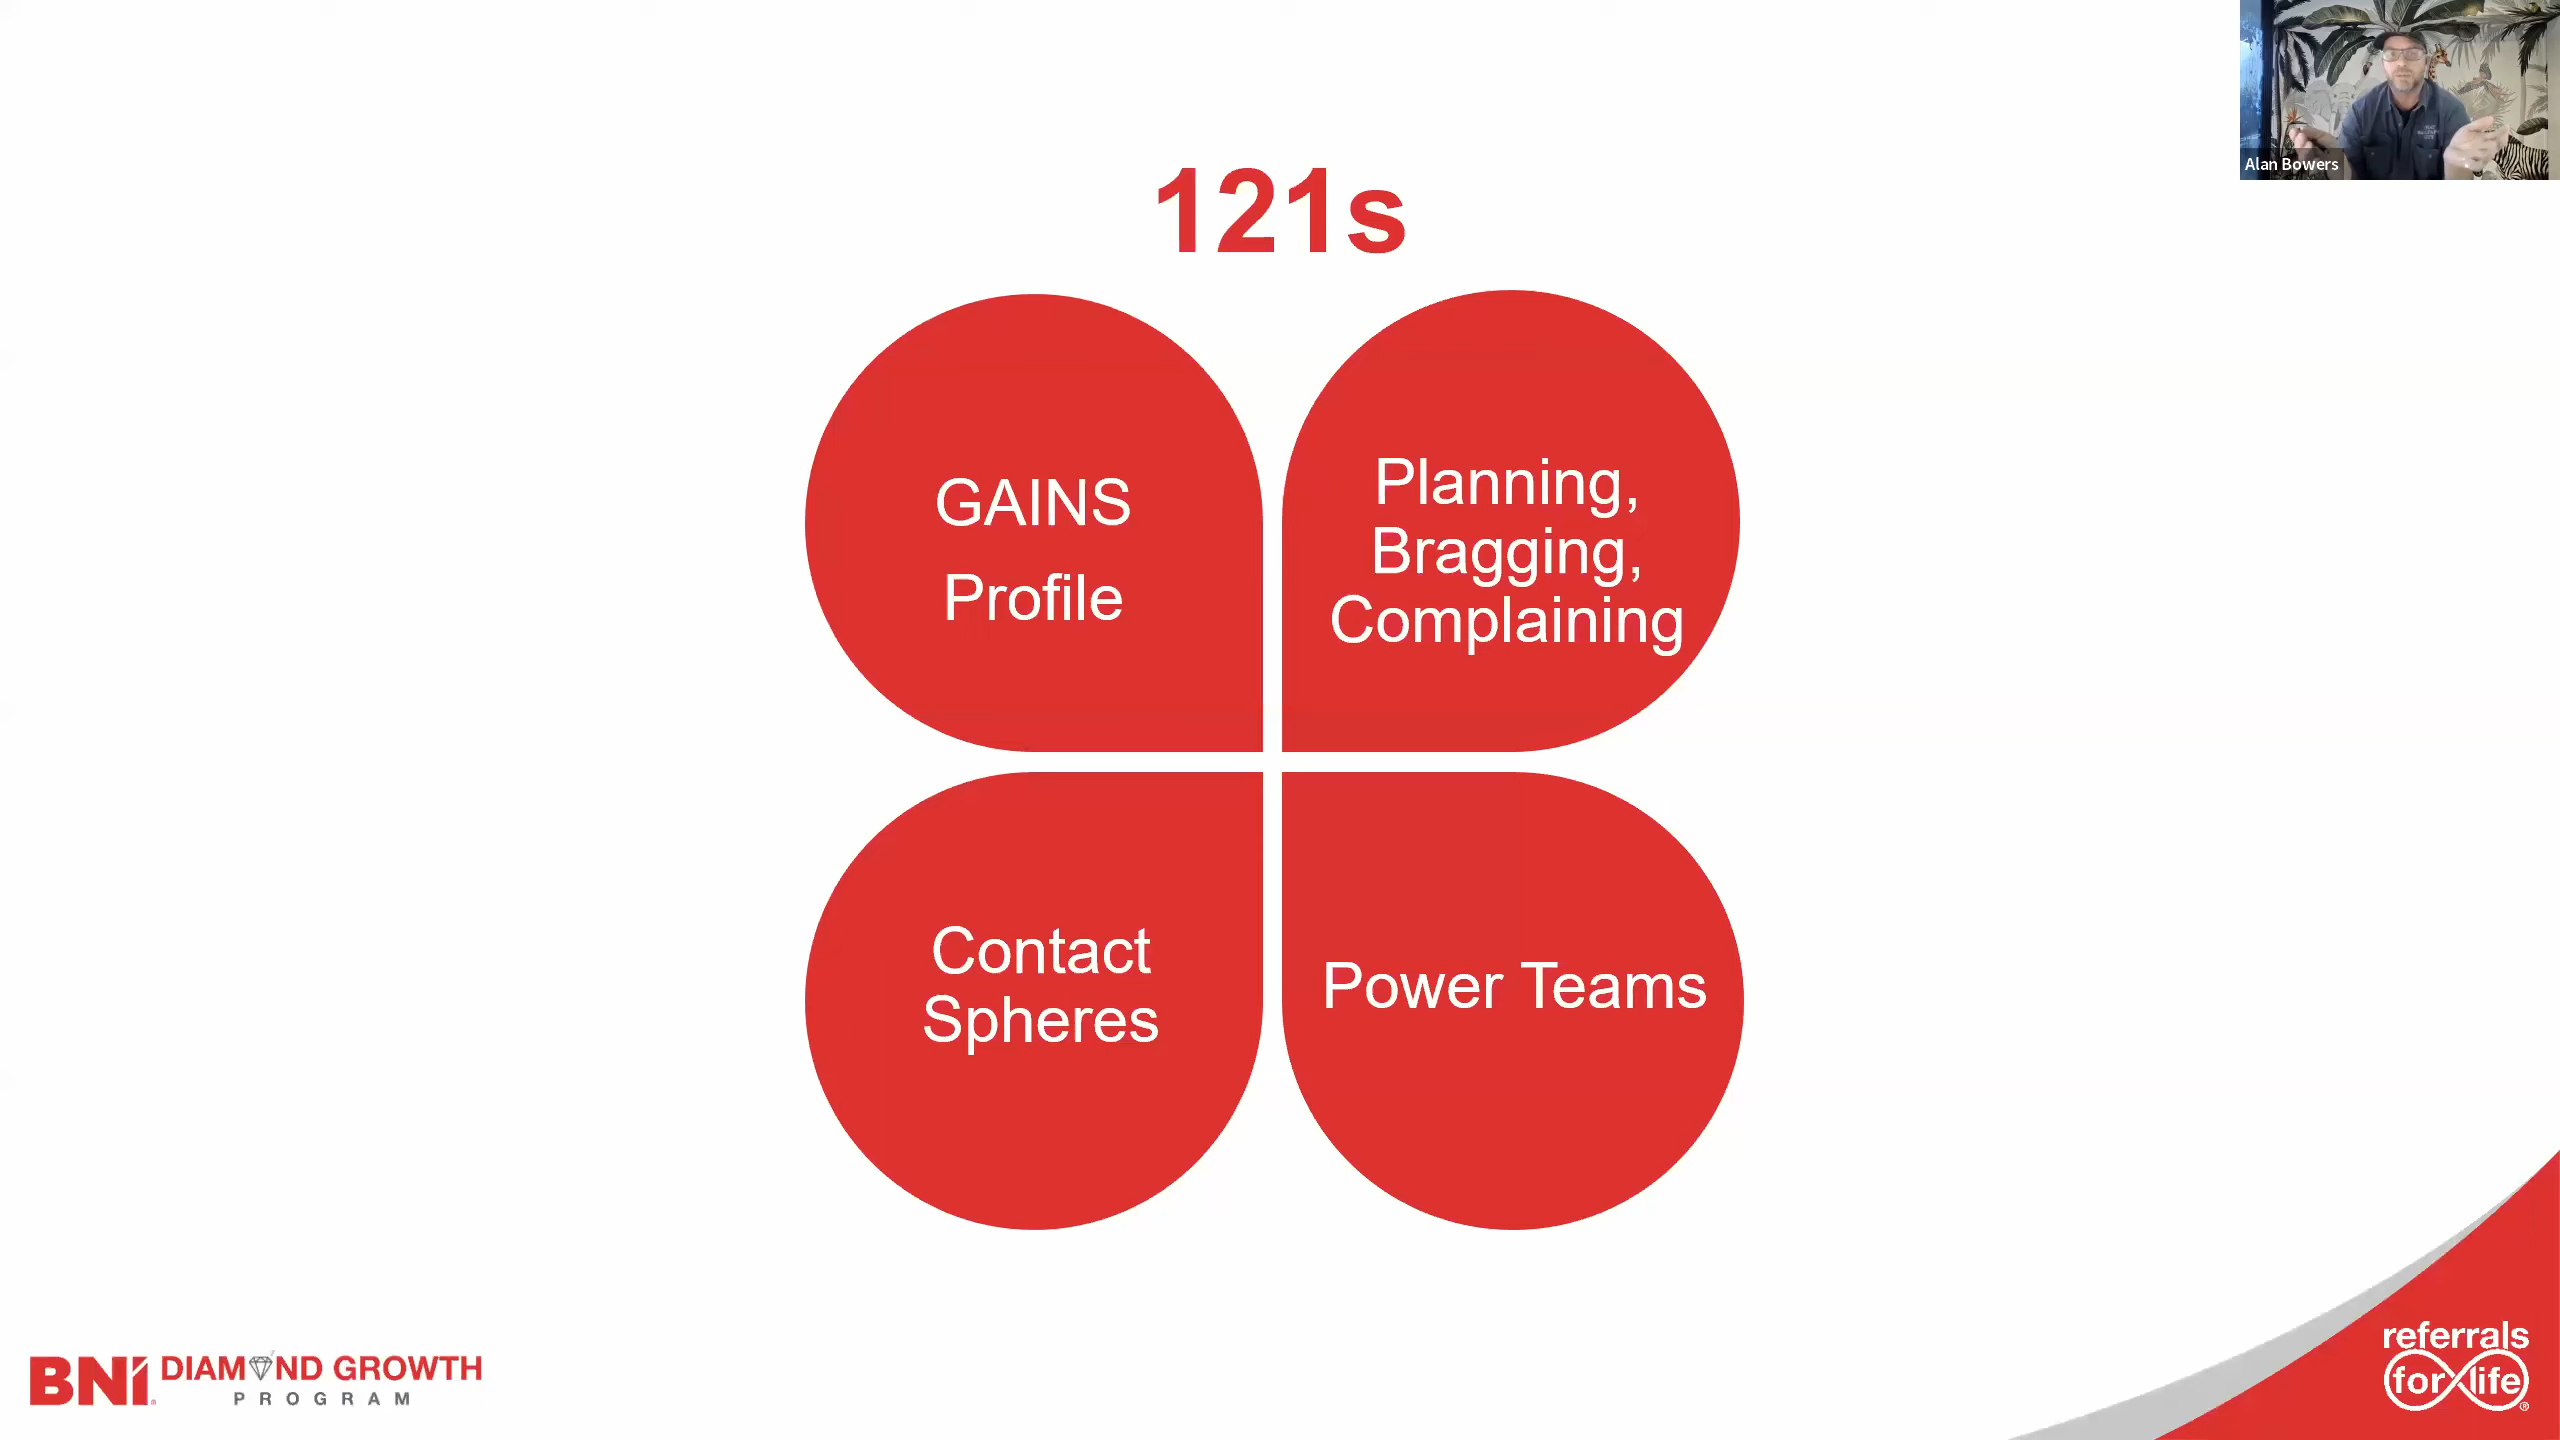 Alan Bowers
121s
GAINS
Profile
Planning,
Bragging,
Complaining
Contact
Spheres
Power Teams
BNI® DIAMOND GROWTH
PROGRAM
referrals
for life®